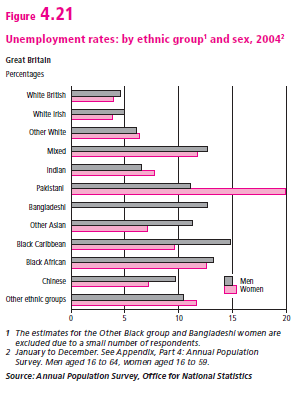 Figure 4.21
Unemployment rates: by ethnic group1 and sex, 20042
Great Britain
Percentages
White British
White Irish
Other White
Mixed
Indian
Pakistani
Bangladeshi
Other Asian
Black Caribbean
Black African
Chinese
Other ethnic groups
Men
Women
0 5 10 15 20
1 The estimates for the Other Black group and Bangladeshi women are
excluded due to a small number of respondents.
2 January to December. See Appendix, Part 4: Annual Population
Survey. Men aged 16 to 64, women aged 16 to 59.
Source: Annual Population Survey, Office for National Statistics